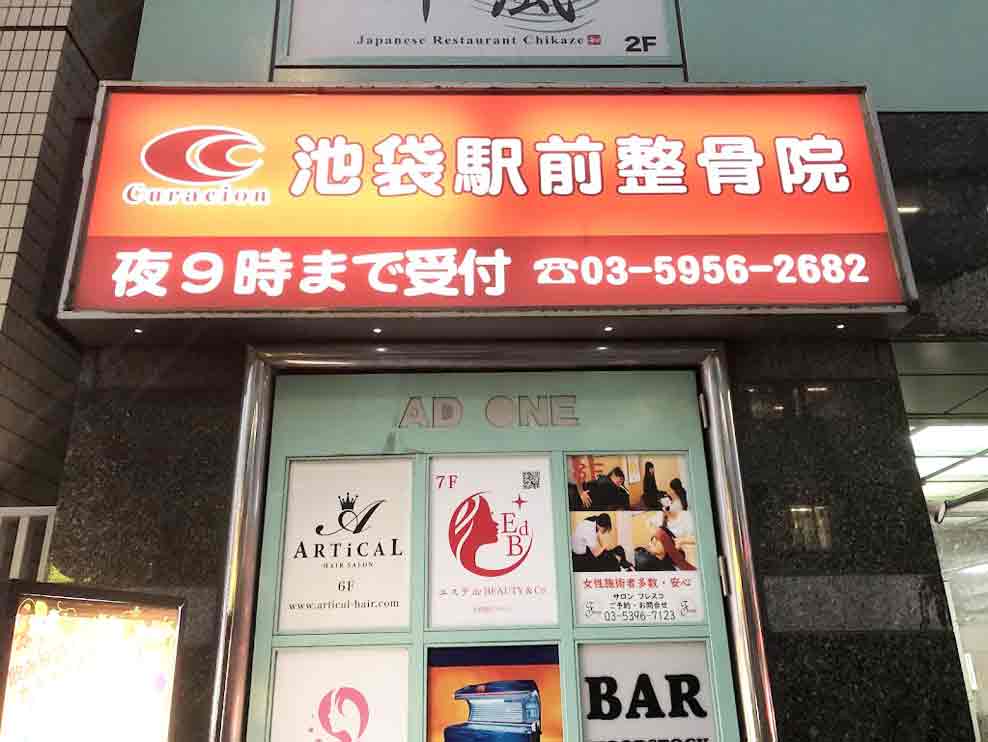 Japanese Restaurant Chikaze
2F
Curacion
池袋駅前整骨院
夜9時まで受付 ☎03-5956-2682
AD ONE
A
ARTiCAL
HAIR SALON
6F
www.artical-hair.com
7F
EdB
エステdeBEAUTY&Co
女性施術者多数・安心
サロン フレスコ
ご予約・お問合せ
03-5396-7123
BAR